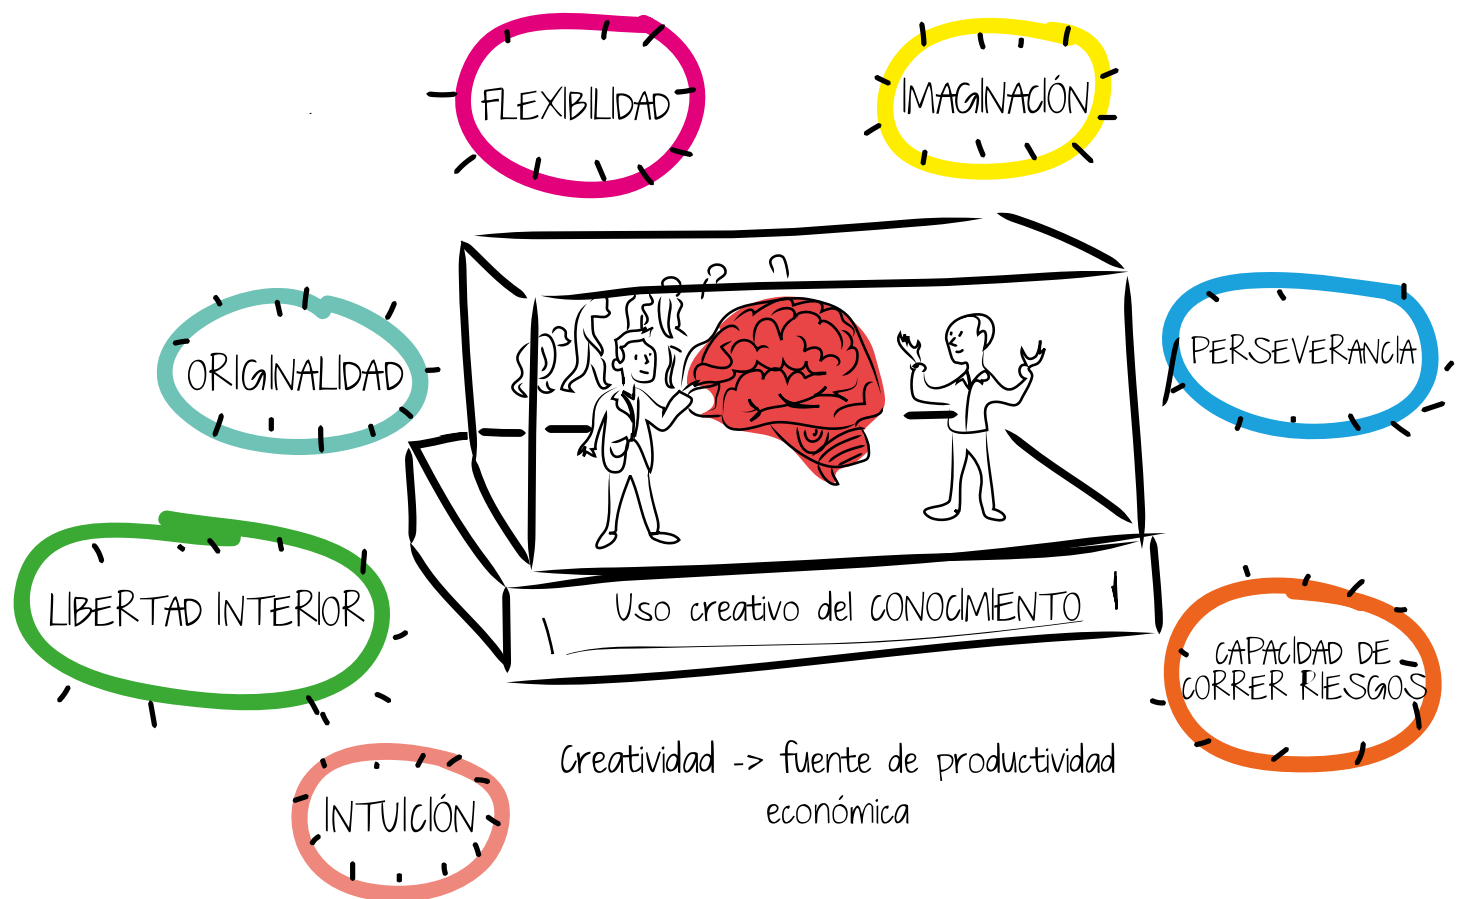 FLEXIBILIDAD
IMAGINACIÓN
ORIGINALIDAD
PERSEVERANCIA
LIBERTAD INTERIOR
Uso creativo del CONOCIMIENTO
CAPACIDAD DE
CORRER RIESGOS
Creatividad -> fuente de productividad
económica
INTUICIÓN